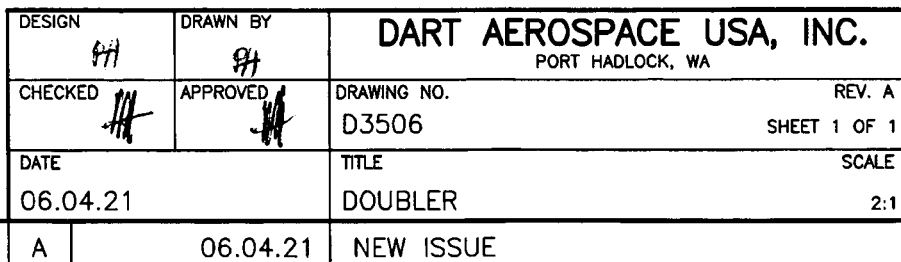 DESIGN
DRAWN BY
DART AEROSPACE USA, INC.
PORT HADLOCK, WA
CHECKED
APPROVED
DRAWING NO.
REV. A
D3506
SHEET 1 OF 1
DATE
TITLE
SCALE
06.04.21
DOUBLER
2:1
A 06.04.21 NEW ISSUE